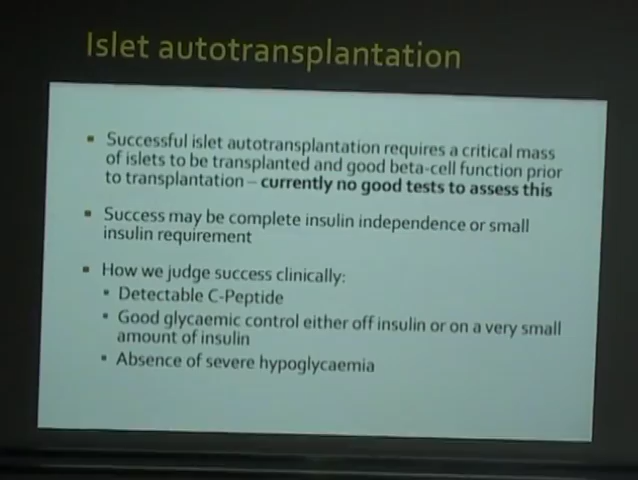 Islet autotransplantation
▪ Successful islet autotransplantation requires a critical mass
of islets to be transplanted and good beta-cell function prior
to transplantation – currently no good tests to assess this
▪ Success may be complete insulin independence or small
insulin requirement
▪ How we judge success clinically:
▪ Detectable C-Peptide
▪ Good glycaemic control either off insulin or on a very small
amount of insulin
▪ Absence of severe hypoglycaemia